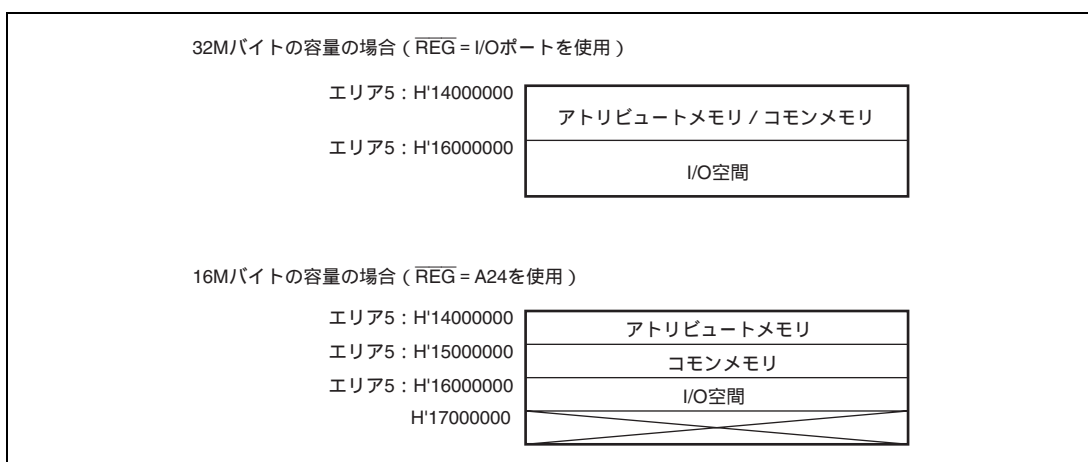 32Mバイトの容量の場合（REG = I/Oポートを使用）
エリア5：H'14000000
アトリビュートメモリ / コモンメモリ
エリア5：H'16000000
I/O空間
16Mバイトの容量の場合（REG = A24を使用）
エリア5：H'14000000
アトリビュートメモリ
エリア5：H'15000000
コモンメモリ
エリア5：H'16000000
I/O空間
H'17000000